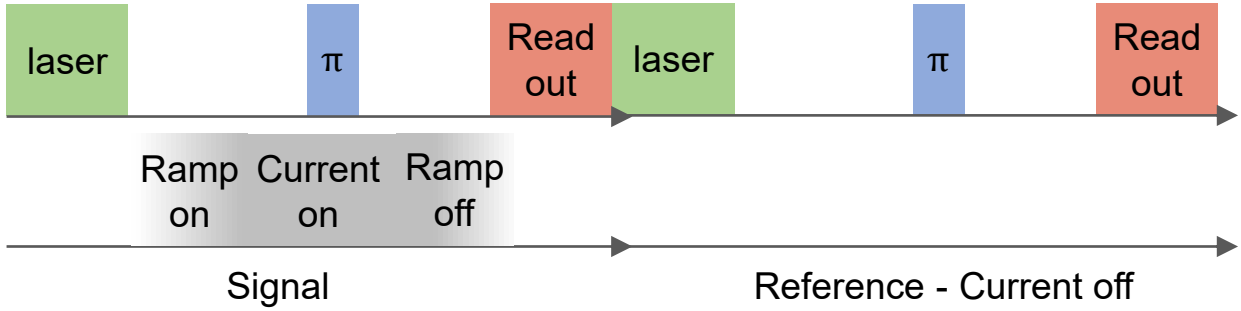 laser
π
Read
out
laser
π
Read
out
Ramp
on
Current
on
Ramp
off
Signal
Reference - Current off